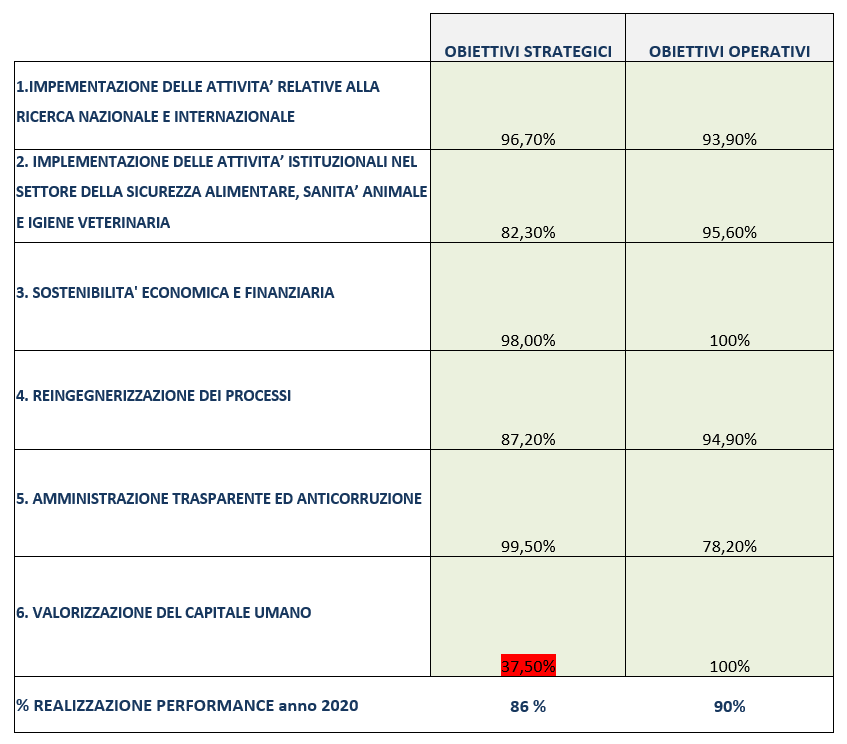 OBIETTIVI STRATEGICI OBIETTIVI OPERATIVI
1.IMPEMENTAZIONE DELLE ATTIVITA’ RELATIVE ALLA
RICERCA NAZIONALE E INTERNAZIONALE
96,70% 93,90%
2. IMPLEMENTAZIONE DELLE ATTIVITA’ ISTITUZIONALI NEL
SETTORE DELLA SICUREZZA ALIMENTARE, SANITA’ ANIMALE
E IGIENE VETERINARIA
82,30% 95,60%
3. SOSTENIBILITA' ECONOMICA E FINANZIARIA
98,00% 100%
4. REINGEGNERIZZAZIONE DEI PROCESSI
87,20% 94,90%
5. AMMINISTRAZIONE TRASPARENTE ED ANTICORRUZIONE
99,50% 78,20%
6. VALORIZZAZIONE DEL CAPITALE UMANO
37,50% 100%
% REALIZZAZIONE PERFORMANCE anno 2020 86 % 90%